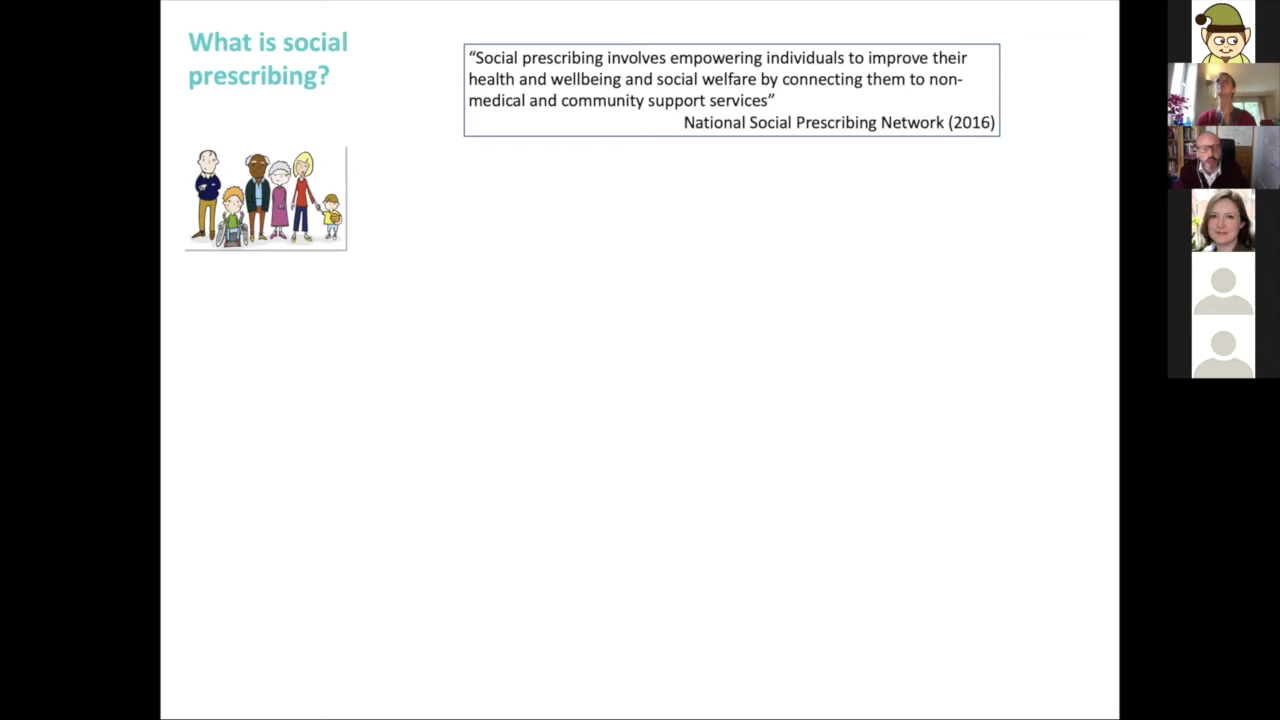 What is social
prescribing?
“Social prescribing involves empowering individuals to improve their
health and wellbeing and social welfare by connecting them to non-
medical and community support services”
National Social Prescribing Network (2016)